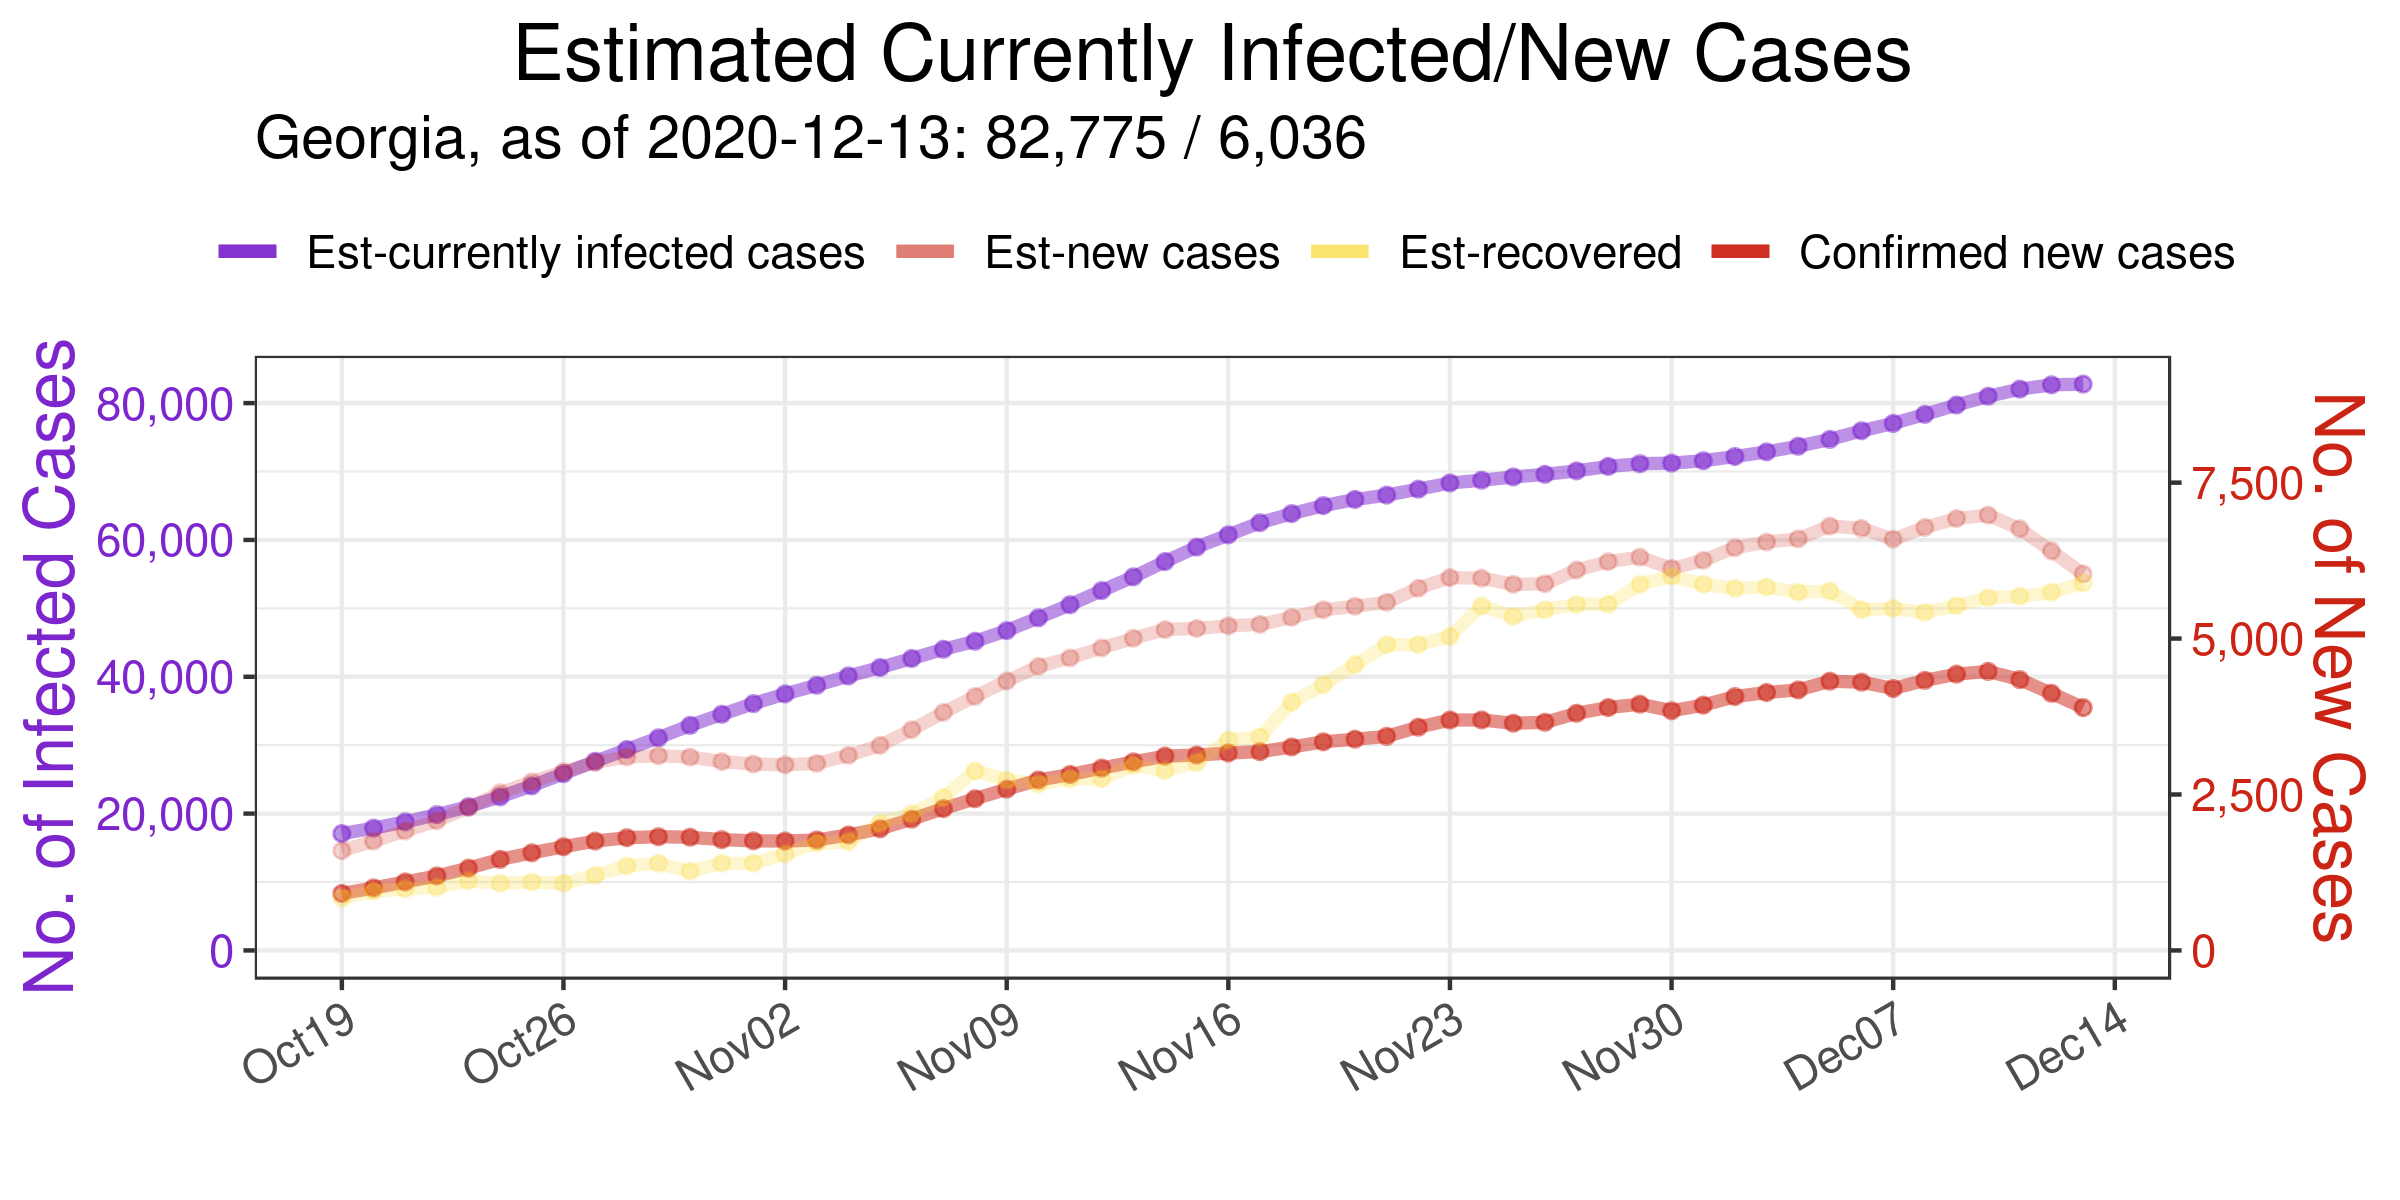 Estimated Currently Infected/New Cases
Georgia, as of 2020-12-13: 82,775 / 6,036
Est-currently infected cases Est-new cases Est-recovered Confirmed new cases
No. of Infected Cases
80,000
60,000
40,000
20,000
0
7,500
5,000
2,500
0
No. of New Cases
Oct19 Oct26 Nov02 Nov09 Nov16 Nov23 Nov30 Dec07 Dec14